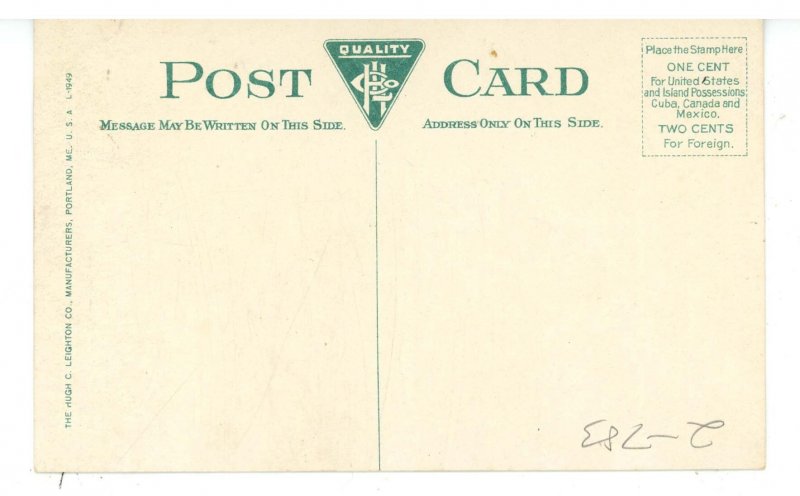 POST CARD
QUALITY
MESSAGE MAY BE WRITTEN ON THIS SIDE.
ADDRESS ONLY ON THIS SIDE.
Place the Stamp Here
ONE CENT
For United States
and Island Possessions;
Cuba, Canada and
Mexico.
TWO CENTS
For Foreign.
THE HUGH C. LEIGHTON CO., MANUFACTURERS, PORTLAND, ME. U.S.A L-1949